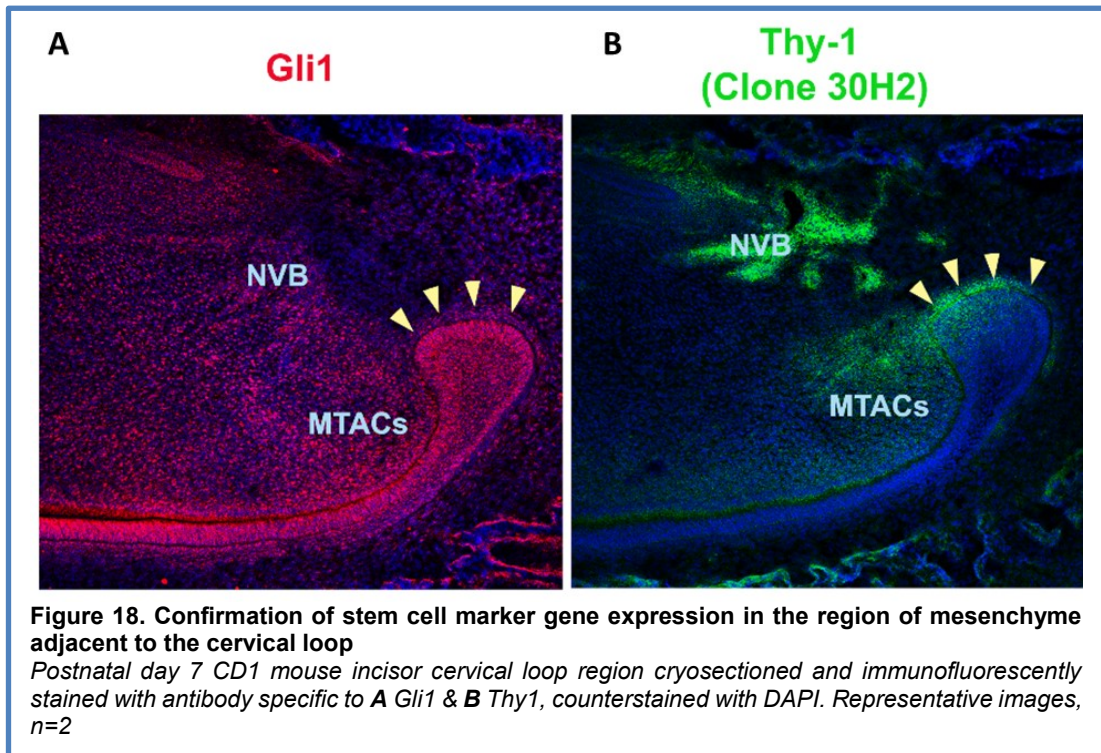 A
Gli1
B
Thy-1
(Clone 30H2)
NVB
MTACs
NVB
MTACs
Figure 18. Confirmation of stem cell marker gene expression in the region of mesenchyme
adjacent to the cervical loop
Postnatal day 7 CD1 mouse incisor cervical loop region cryosectioned and immunofluorescently
stained with antibody specific to A Gli1 & B Thy1, counterstained with DAPI. Representative images,
n=2